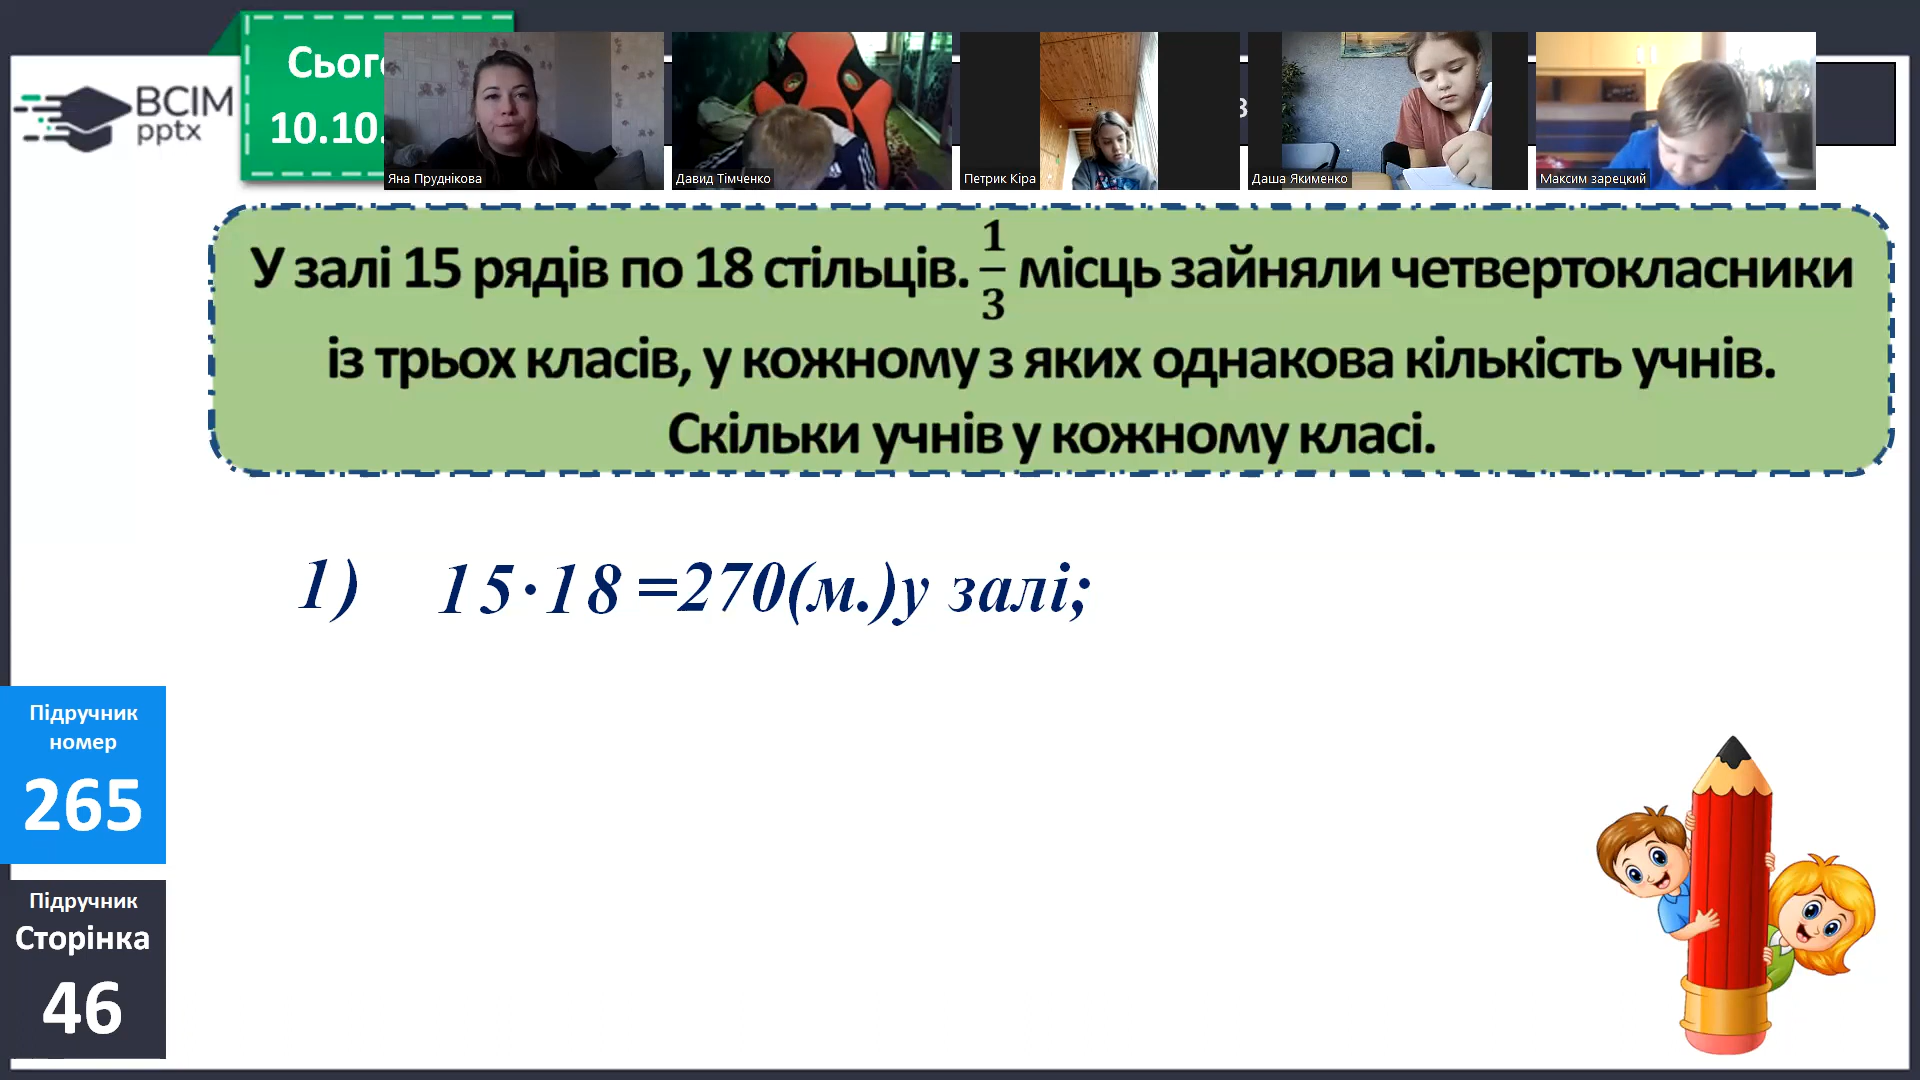 Сього
10.10.
ВСІМ
pptx
Яна Пруднікова
Давид Тімченко
Петрик Кіра
Даша Якименко
Максим зарецкий
У залі 15 рядів по 18 стільців. 1/3 місць зайняли четвертокласники
із трьох класів, у кожному з яких однакова кількість учнів.
Скільки учнів у кожному класі.
1) 15·18=270(м.)у залі;
Підручник
номер
265
Підручник
Сторінка
46